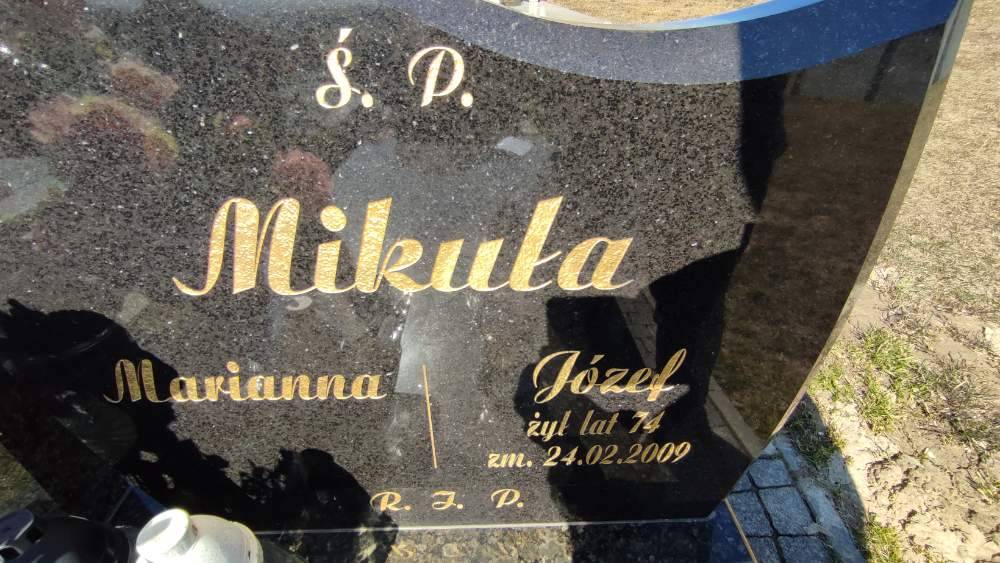 Ś. P.
Mikuła
Marianna
Józef
żył lat 74
zm. 24.02.2009
R. I. P.